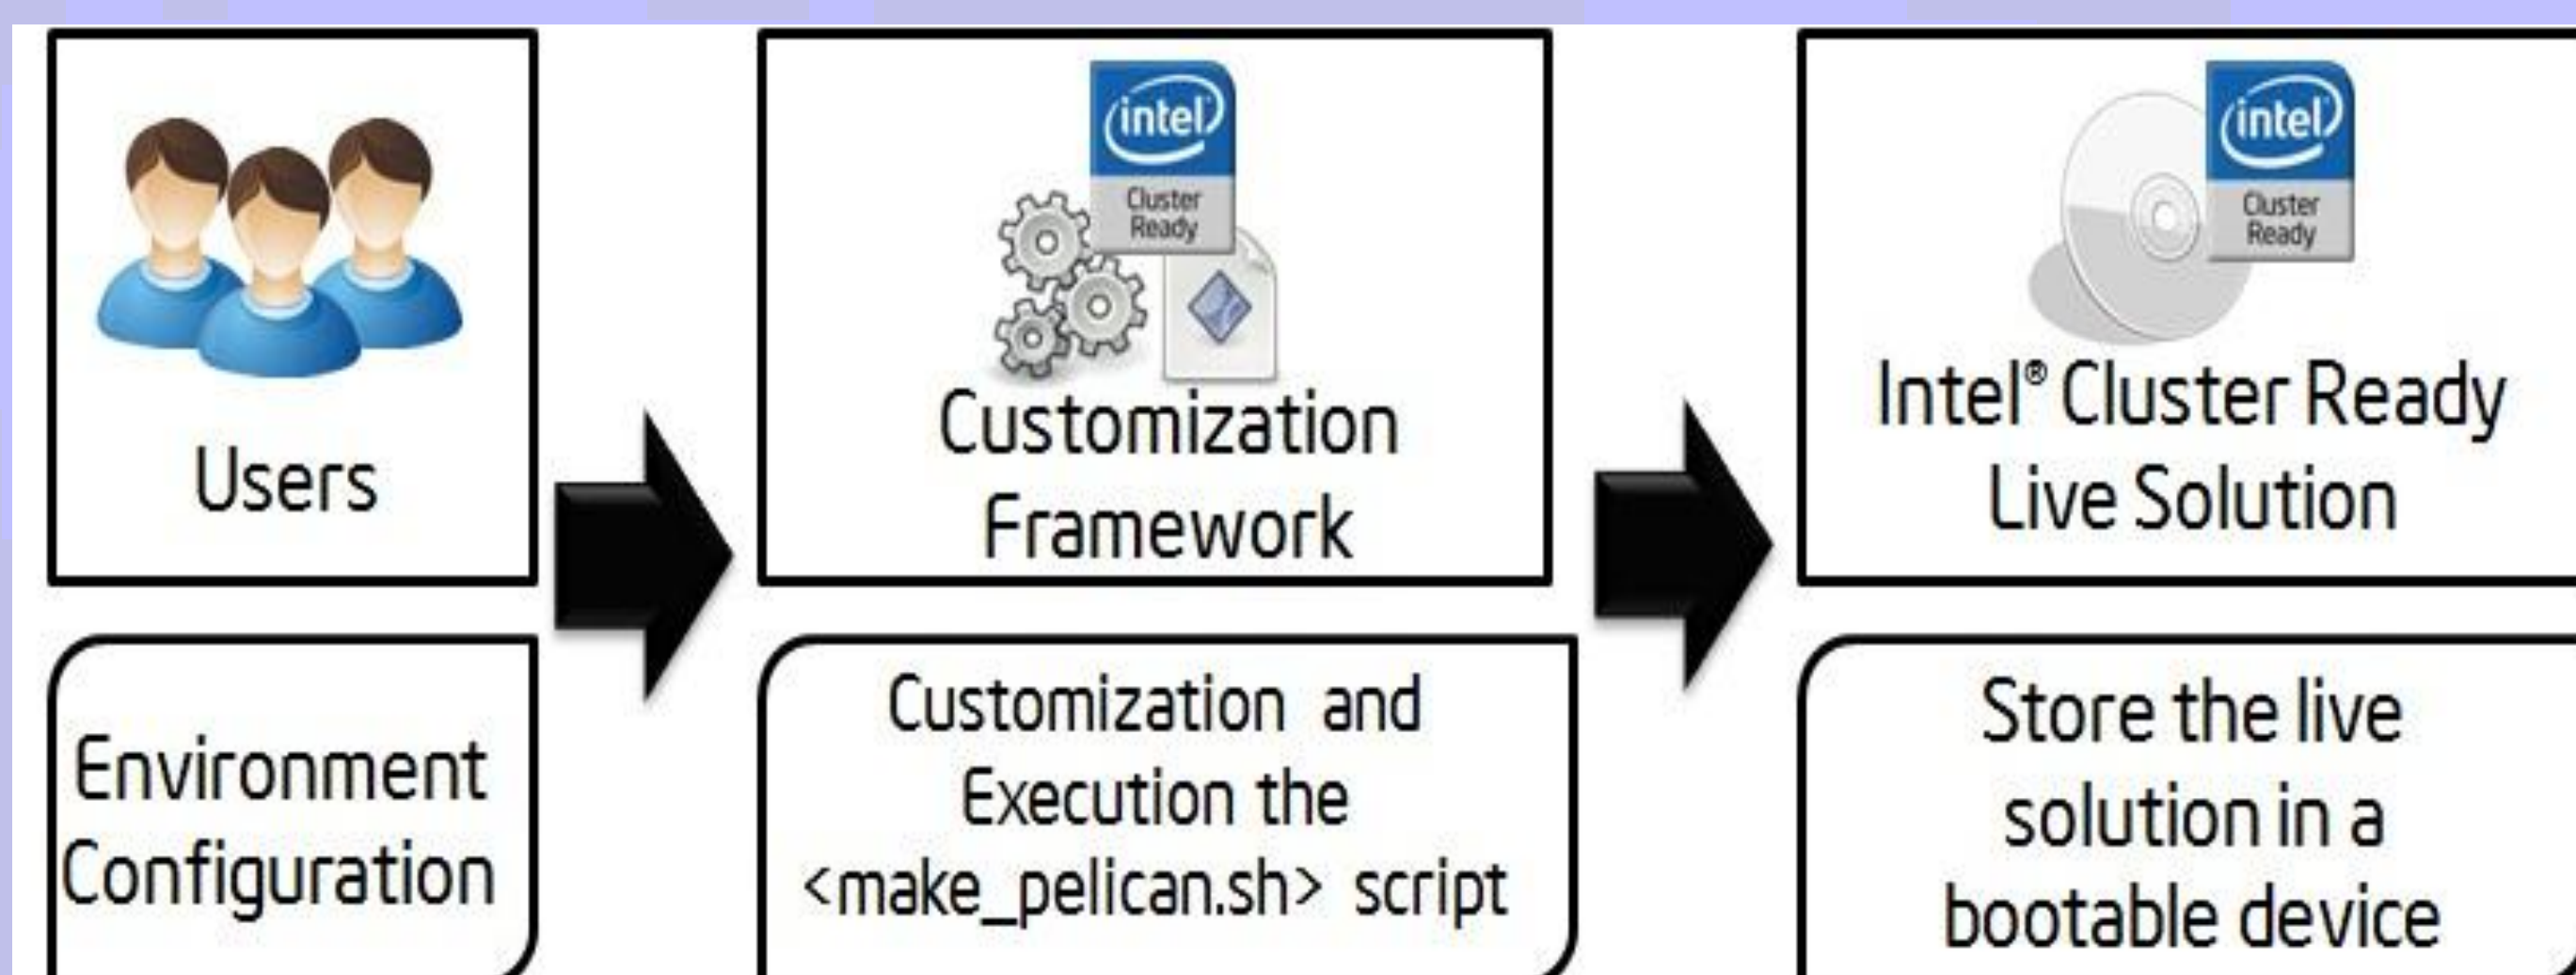 Users
intel
Cluster
Ready
Customization
Framework
intel
Cluster
Ready
Intel® Cluster Ready
Live Solution
Environment
Configuration
Customization and
Execution the
<make_pelican.sh> script
Store the live
solution in a
bootable device